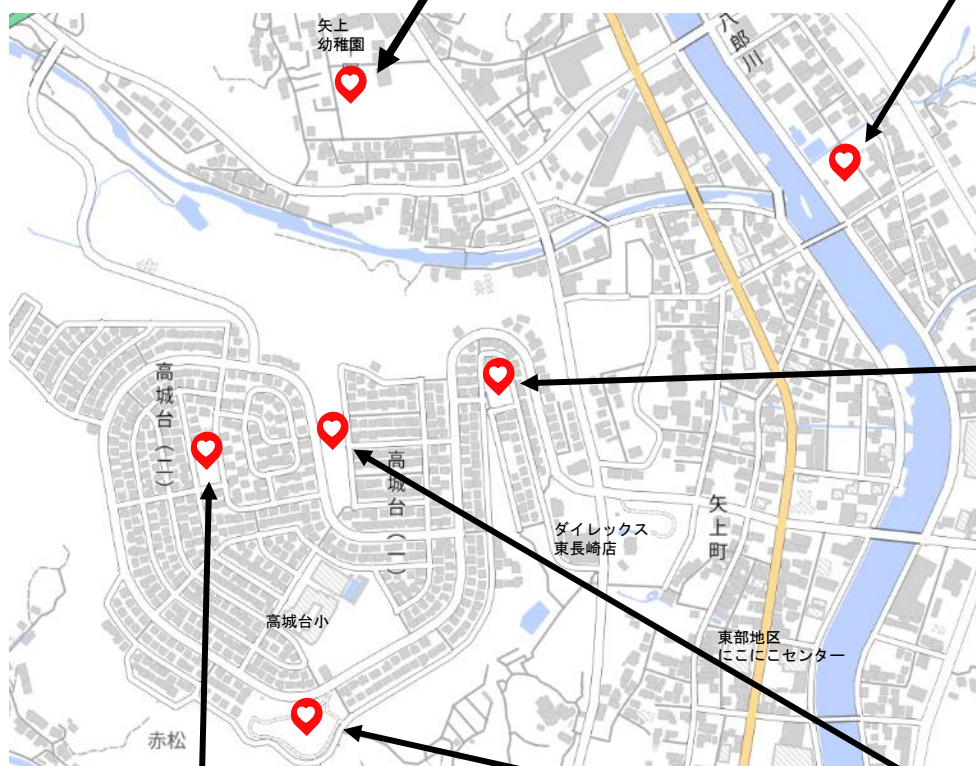 矢上
幼稚園
八郎川
高城台（二）
高城台（一）
ダイレックス
東長崎店
矢上町
高城台小
東部地区
にこにこセンター
赤松